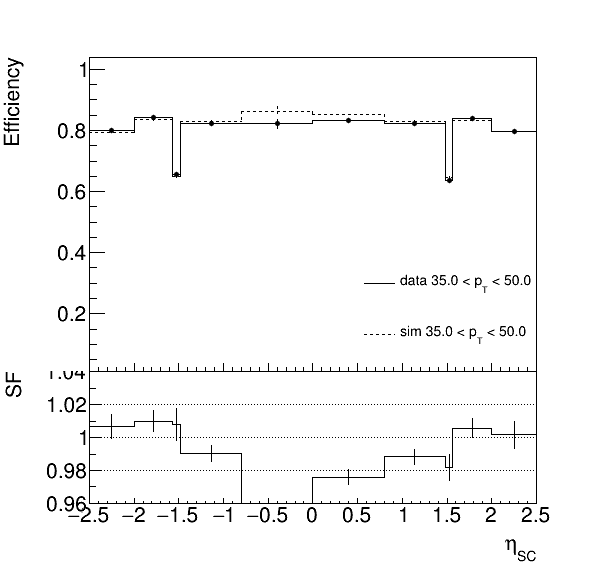 Efficiency
1
0.8
0.6
0.4
0.2
data 35.0 < p_T < 50.0
sim 35.0 < p_T < 50.0
SF
1.04
1.02
1
0.98
0.96
−2.5 −2 −1.5 −1 −0.5 0 0.5 1 1.5 2 2.5
η_SC